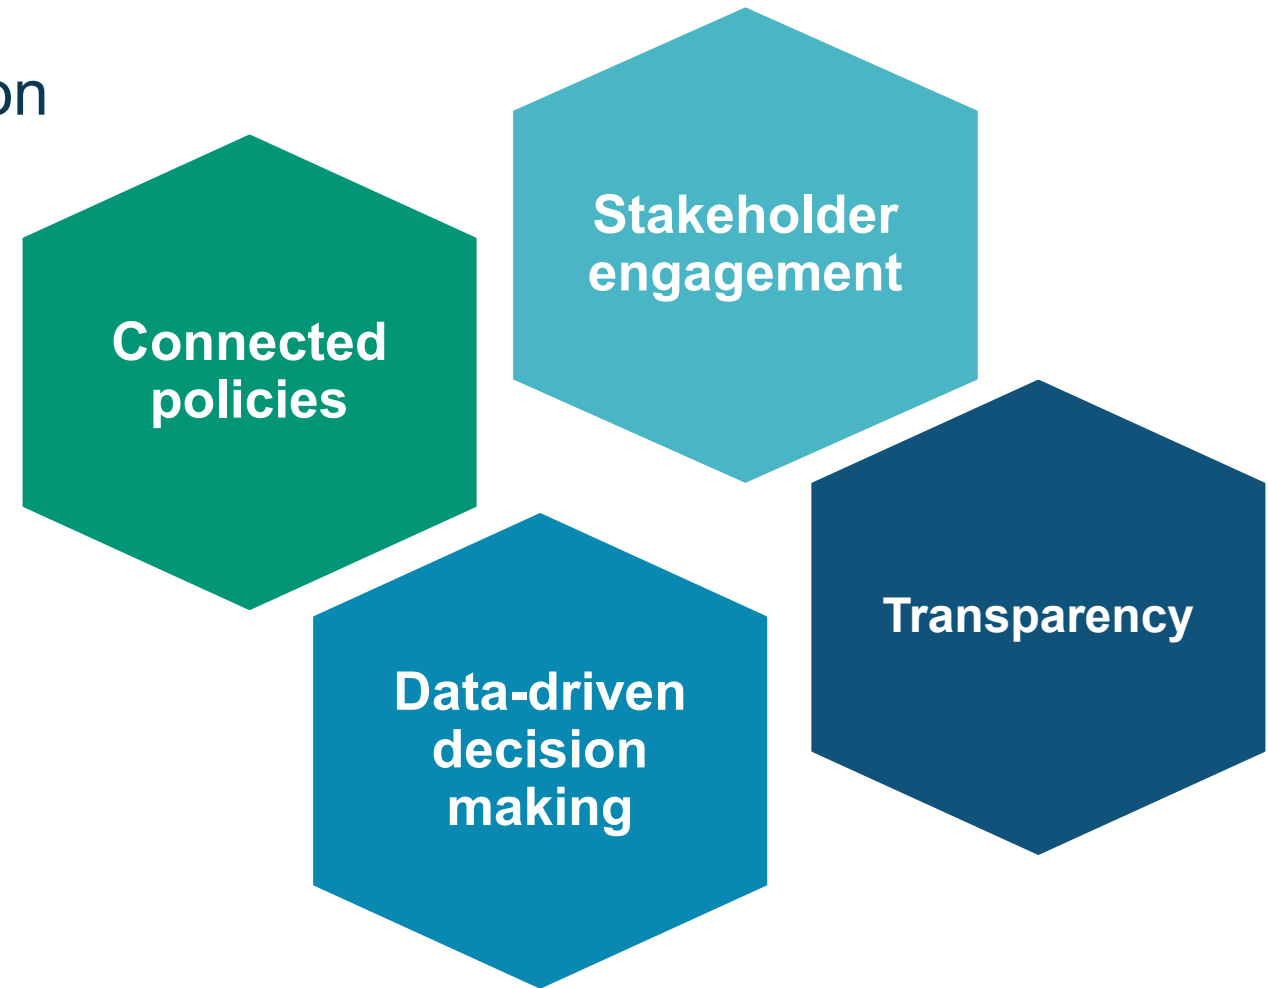 on
Stakeholder
engagement
Connected
policies
Transparency
Data-driven
decision
making